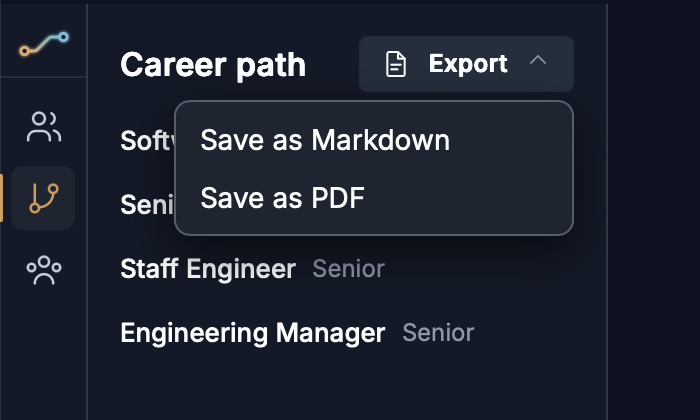 Career path
Export
Save as Markdown
Save as PDF
Staff Engineer Senior
Engineering Manager Senior